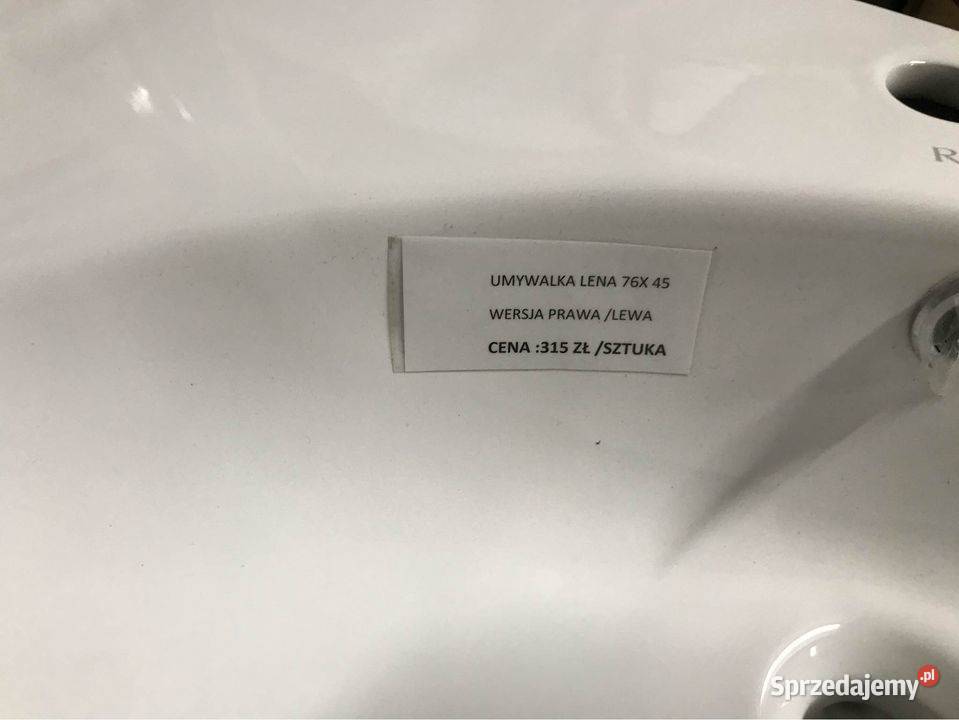 R
UMYWALKA LENA 76X 45
WERSJA PRAWA /LEWA
CENA :315 ZŁ /SZTUKA
Sprzedajemy.pl